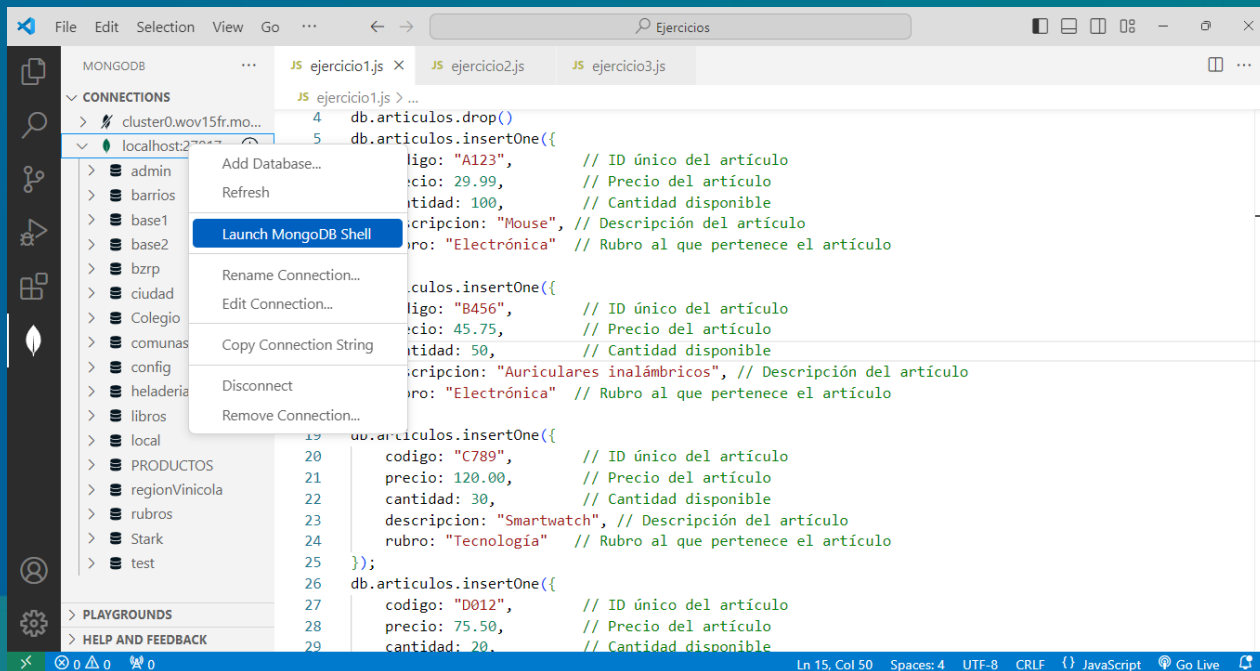 File Edit Selection View Go ··· Ejercicios
MONGODB ···
CONNECTIONS
cluster0.wov15fr.mo...
localhost:27017
admin
barrios
base1
base2
bzrp
ciudad
Colegio
comunas
config
heladeria
libros
local
PRODUCTOS
regionVinicola
rubros
Stark
test
PLAYGROUNDS
HELP AND FEEDBACK
Add Database...
Refresh
Launch MongoDB Shell
Rename Connection...
Edit Connection...
Copy Connection String
Disconnect
Remove Connection...
JS ejercicio1.js JS ejercicio2.js JS ejercicio3.js
JS ejercicio1.js > ...
4 db.articulos.drop()
5 db.articulos.insertOne({
digo: "A123", // ID único del artículo
ecio: 29.99, // Precio del artículo
ntidad: 100, // Cantidad disponible
scripcion: "Mouse", // Descripción del artículo
bro: "Electrónica" // Rubro al que pertenece el artículo
iculos.insertOne({
digo: "B456", // ID único del artículo
ecio: 45.75, // Precio del artículo
ntidad: 50, // Cantidad disponible
scripcion: "Auriculares inalámbricos", // Descripción del artículo
bro: "Electrónica" // Rubro al que pertenece el artículo
19 db.articulos.insertOne({
20 codigo: "C789", // ID único del artículo
21 precio: 120.00, // Precio del artículo
22 cantidad: 30, // Cantidad disponible
23 descripcion: "Smartwatch", // Descripción del artículo
24 rubro: "Tecnología" // Rubro al que pertenece el artículo
25 });
26 db.articulos.insertOne({
27 codigo: "D012", // ID único del artículo
28 precio: 75.50, // Precio del artículo
29 cantidad: 20, // Cantidad disponible
0 0 0 Ln 15, Col 50 Spaces: 4 UTF-8 CRLF {} JavaScript Go Live